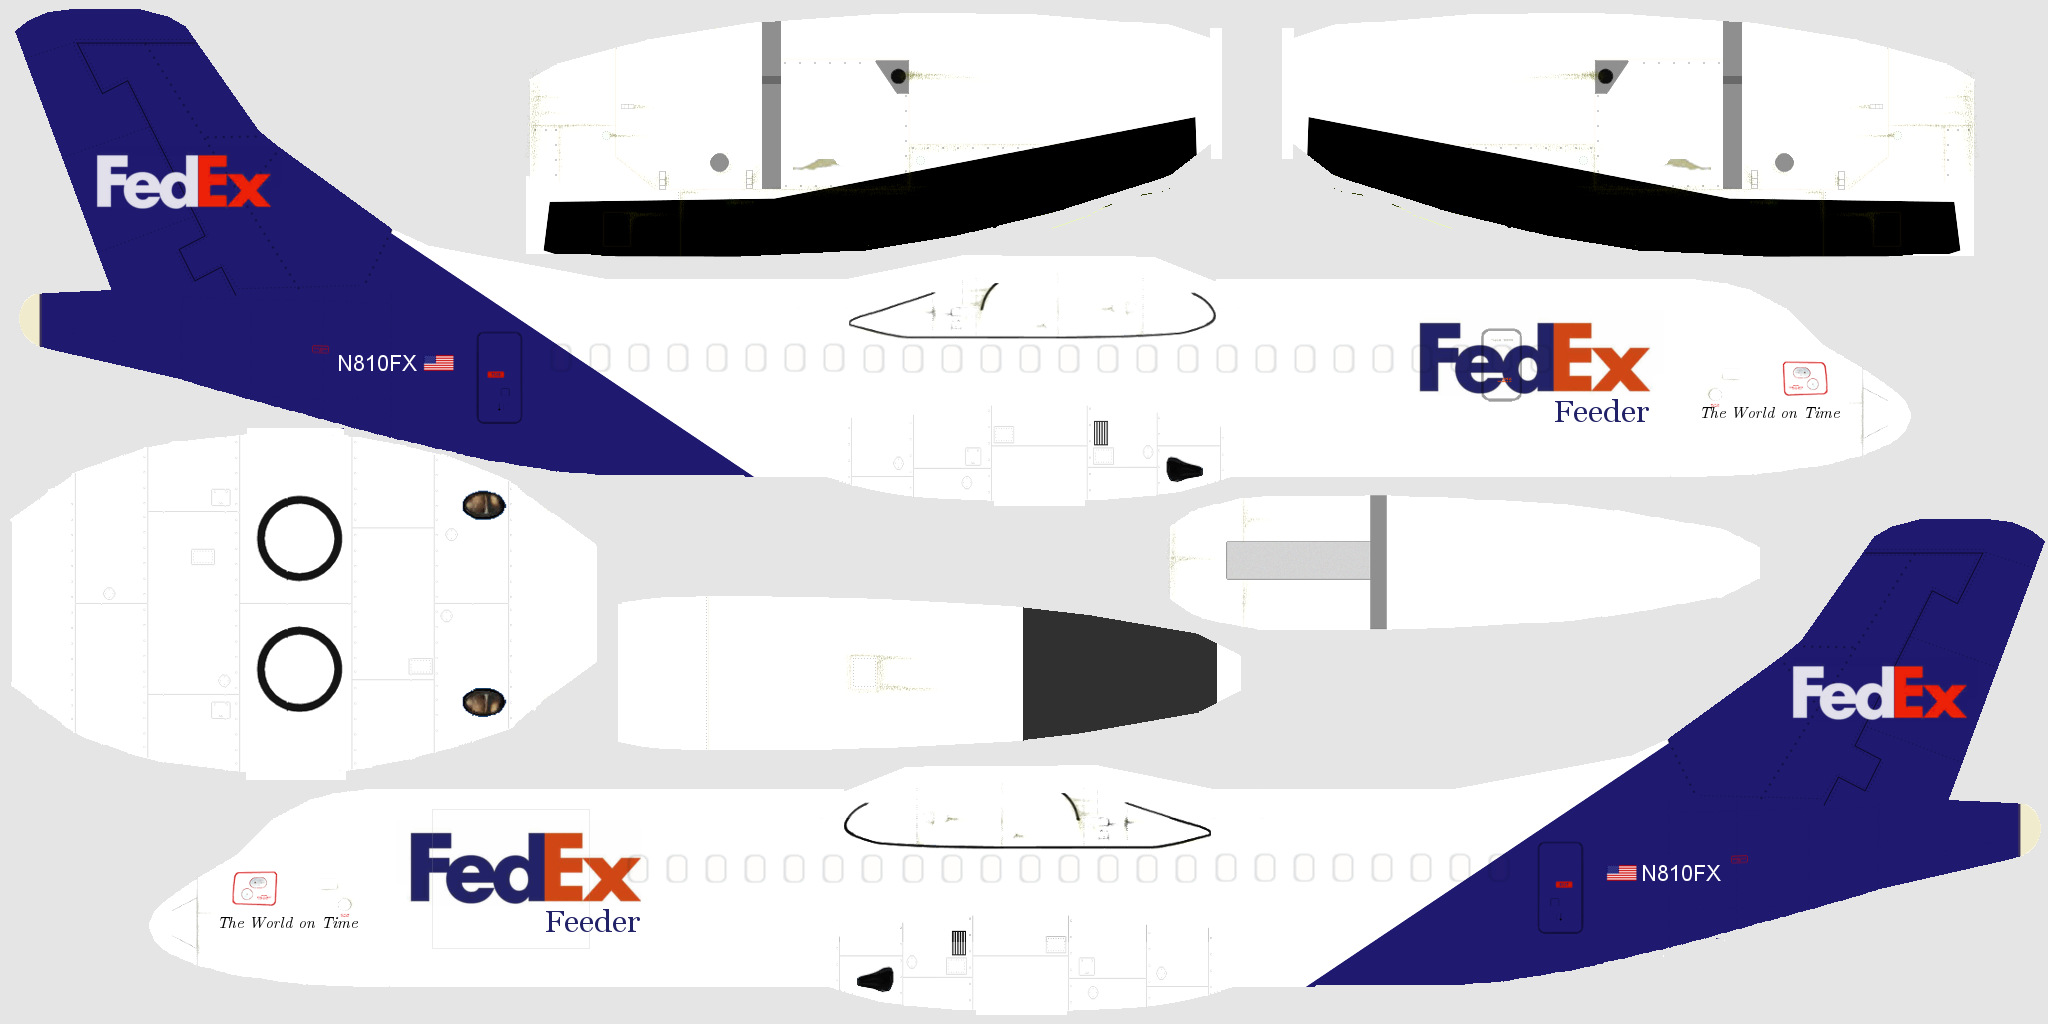 FedEx
N810FX
FedEx
Feeder
The World on Time
FedEx
FedEx
Feeder
The World on Time
N810FX